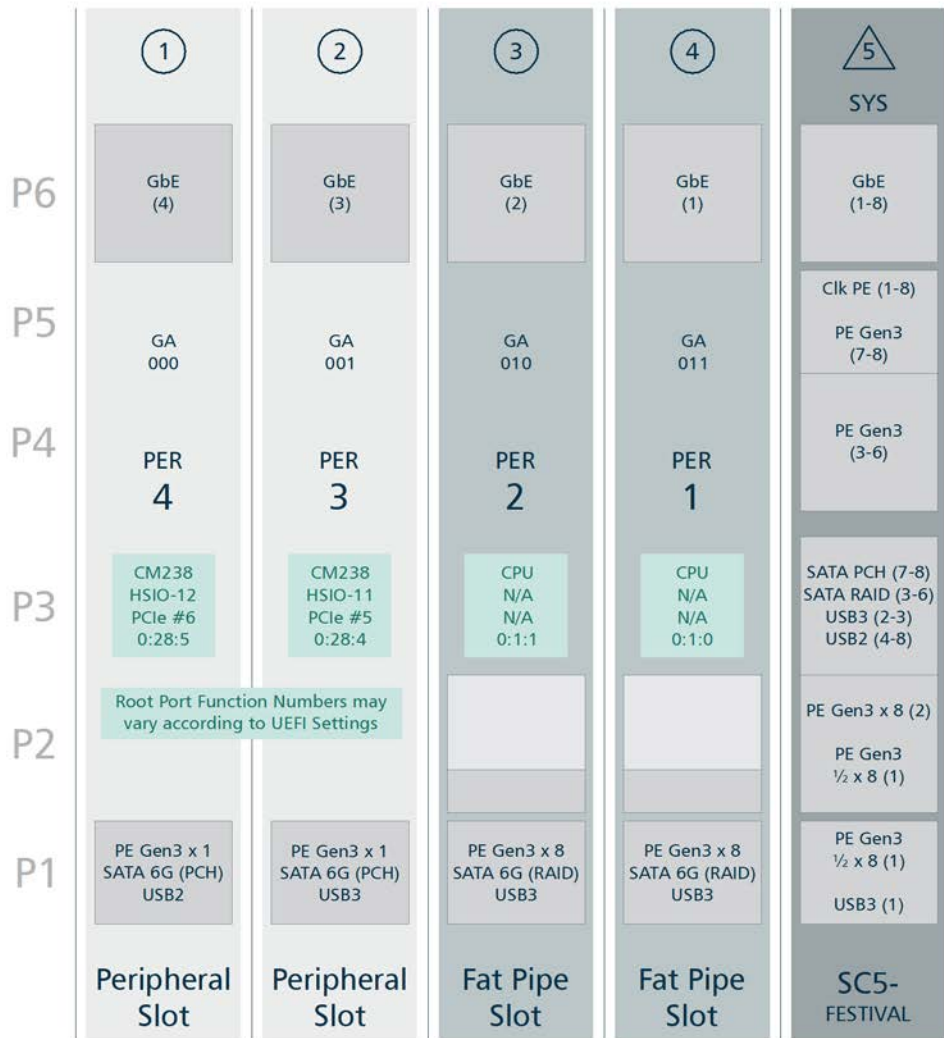 1
2
3
4
5
SYS
P6
GbE
(4)
GbE
(3)
GbE
(2)
GbE
(1)
GbE
(1-8)
P5
GA
000
GA
001
GA
010
GA
011
Clk PE (1-8)
PE Gen3
(7-8)
P4
PER
4
PER
3
PER
2
PER
1
PE Gen3
(3-6)
P3
CM238
HSIO-12
PCIe #6
0:28:5
CM238
HSIO-11
PCIe #5
0:28:4
CPU
N/A
N/A
0:1:1
CPU
N/A
N/A
0:1:0
SATA PCH (7-8)
SATA RAID (3-6)
USB3 (2-3)
USB2 (4-8)
Root Port Function Numbers may
vary according to UEFI Settings
P2
PE Gen3 x 8 (2)
PE Gen3
½ x 8 (1)
P1
PE Gen3 x 1
SATA 6G (PCH)
USB2
PE Gen3 x 1
SATA 6G (PCH)
USB3
PE Gen3 x 8
SATA 6G (RAID)
USB3
PE Gen3 x 8
SATA 6G (RAID)
USB3
PE Gen3
½ x 8 (1)
USB3 (1)
Peripheral
Slot
Peripheral
Slot
Fat Pipe
Slot
Fat Pipe
Slot
SC5-
FESTIVAL